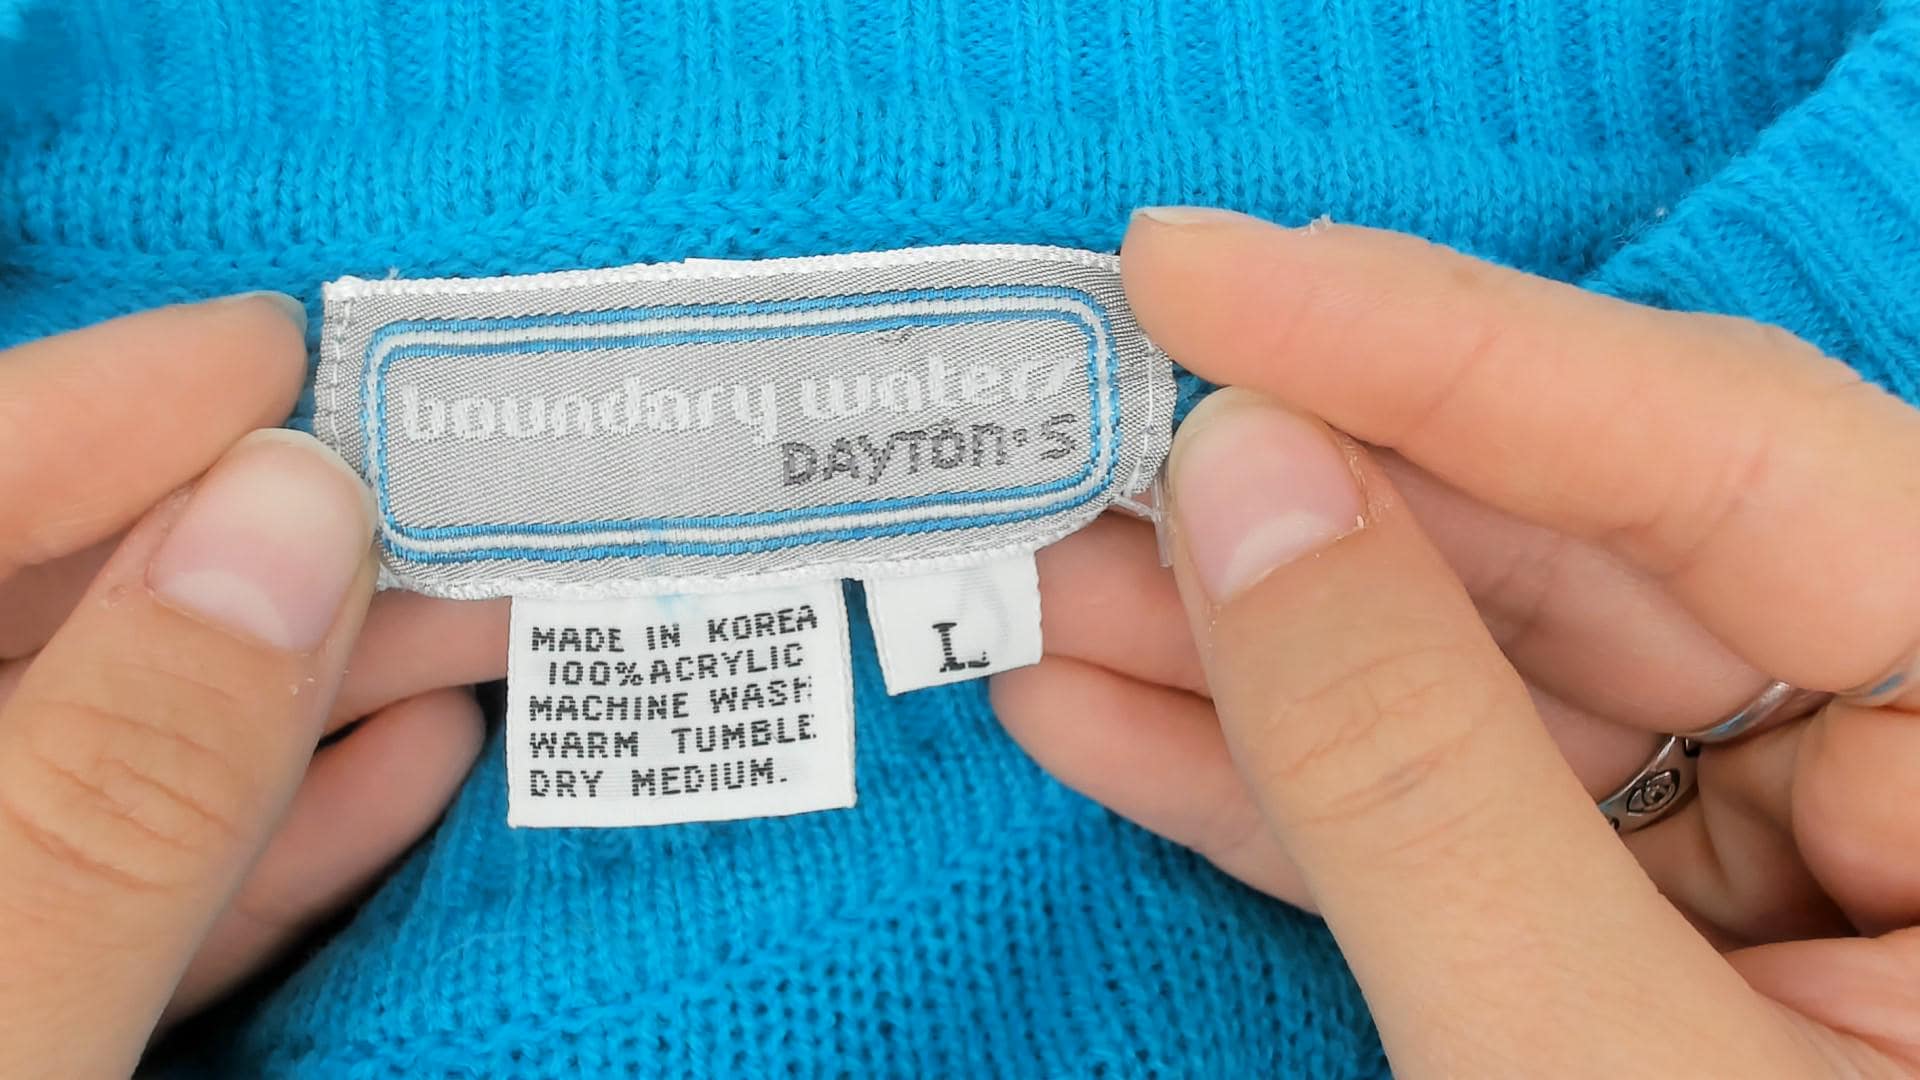 boundary waters
DAYTON'S
MADE IN KOREA
100% ACRYLIC
MACHINE WASH
WARM TUMBLE
DRY MEDIUM.
L